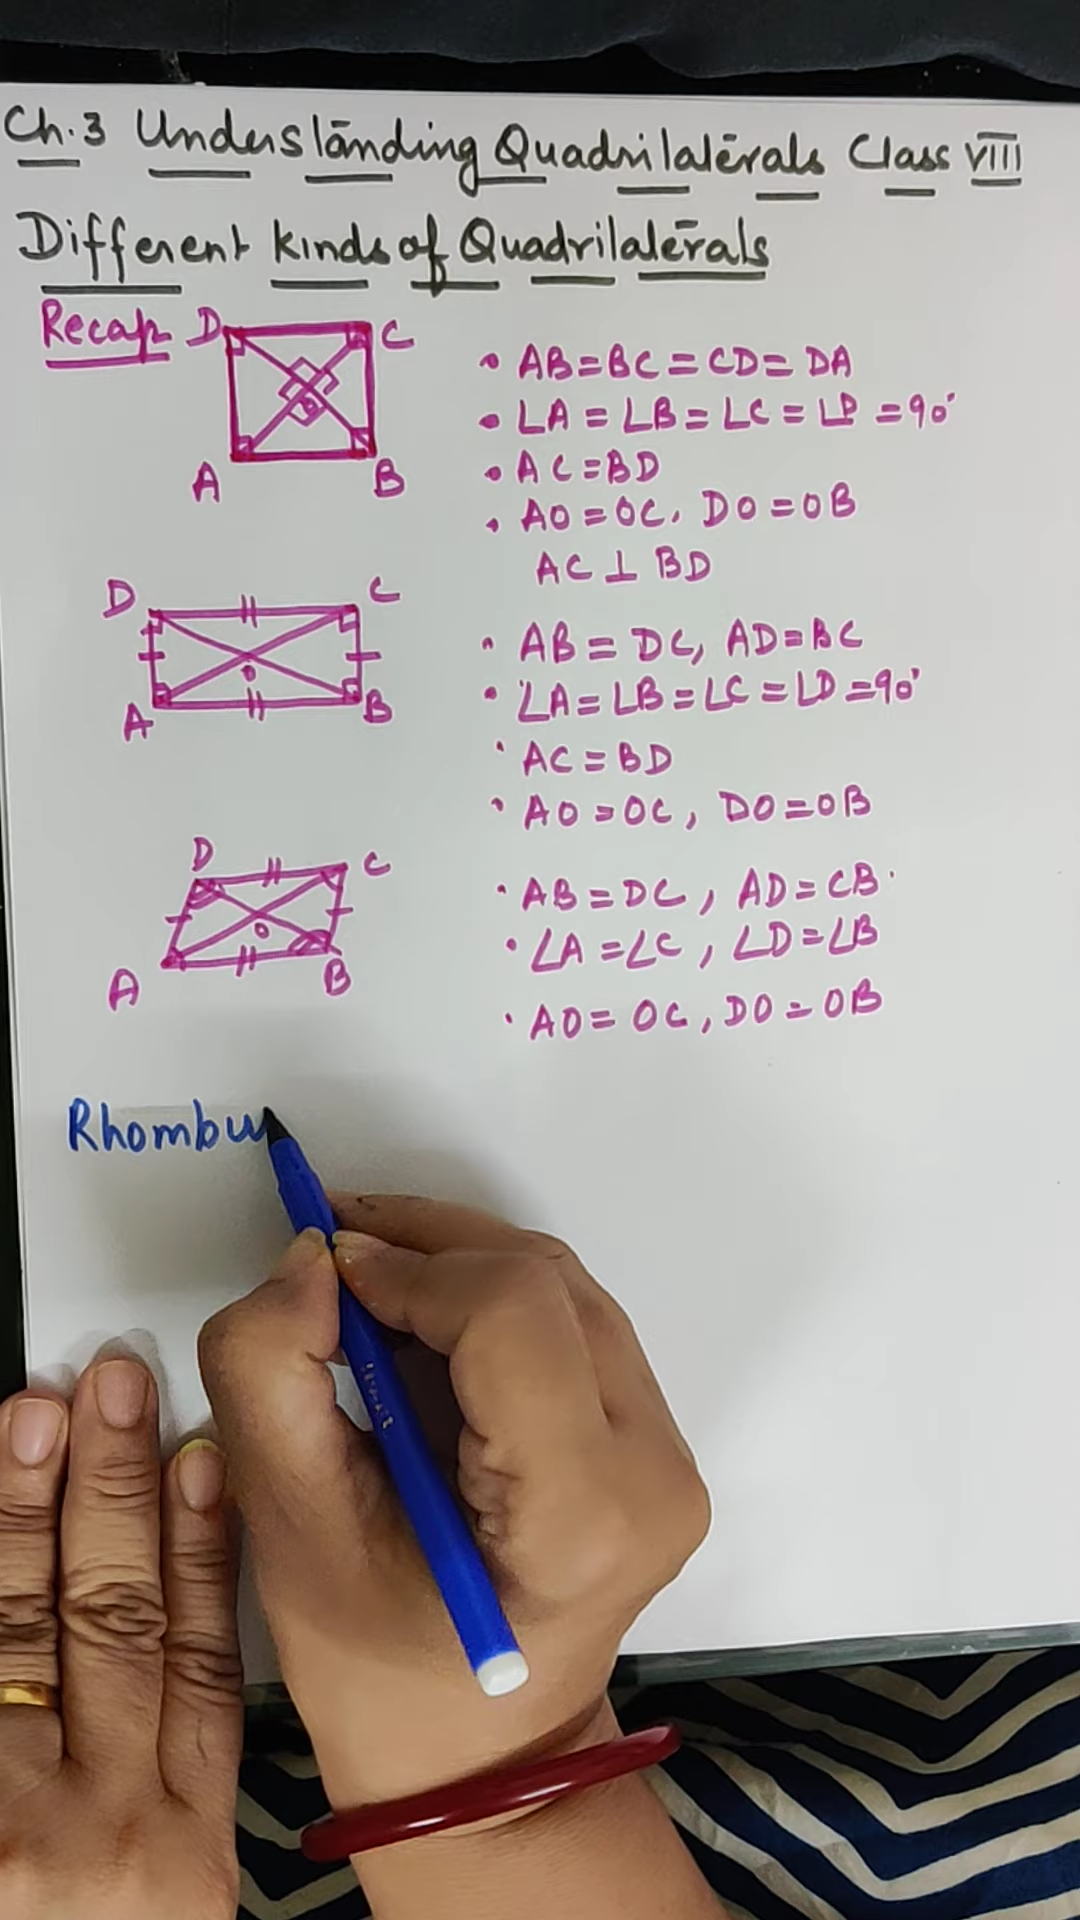 Ch.3 Understanding Quadrilaterals Class VIII
Different kinds of Quadrilaterals
Recap
D C
A B
• AB = BC = CD = DA
• ∠A = ∠B = ∠C = ∠D = 90°
• AC = BD
• AO = OC, DO = OB
AC ⊥ BD
D C
O
A B
• AB = DC, AD = BC
• ∠A = ∠B = ∠C = ∠D = 90°
• AC = BD
• AO = OC, DO = OB
D C
O
A B
• AB = DC, AD = CB
• ∠A = ∠C, ∠D = ∠B
• AO = OC, DO = OB
Rhombu